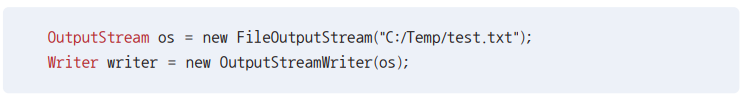 OutputStream os = new FileOutputStream("C:/Temp/test.txt");
Writer writer = new OutputStreamWriter(os);